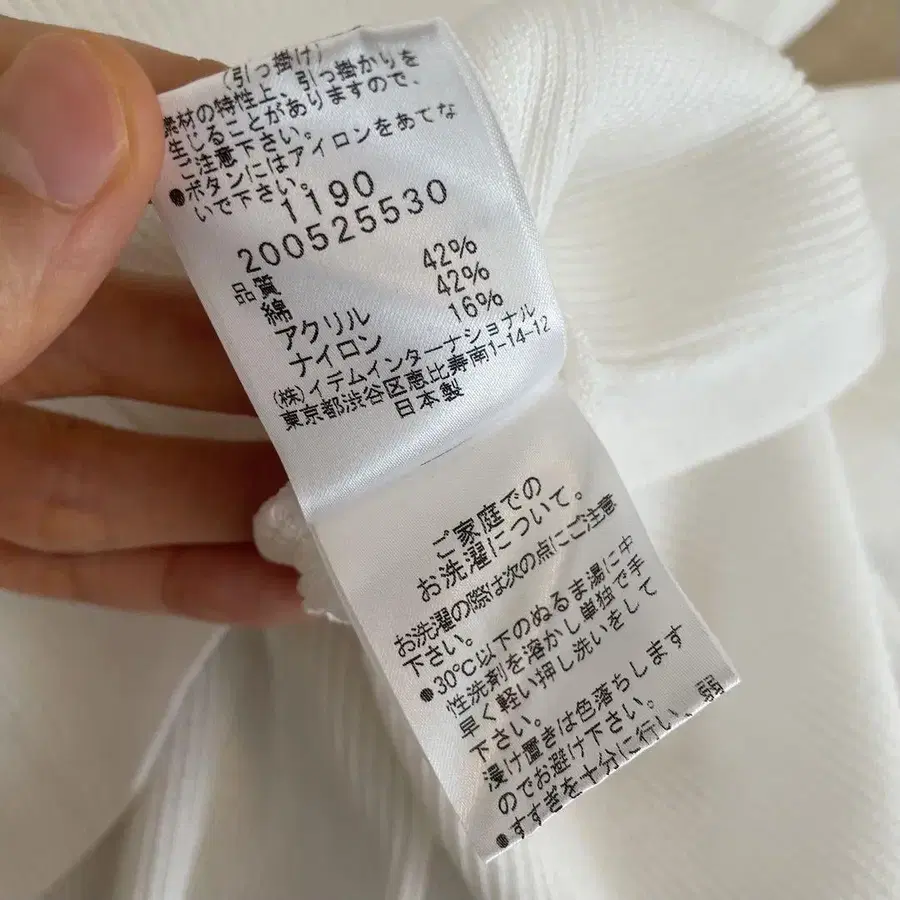 (引っ掛け)
素材の特性上、引っ掛かりを
生じることがありますので、
ご注意下さい。
●ボタンにはアイロンをあてな
いで下さい。
1190
200525530
品質
綿 42%
アクリル 42%
ナイロン 16%
(株)イテムインターナショナル
東京都渋谷区恵比寿南1-14-12
日本製
ご家庭での
お洗濯について。
お洗濯の際は次の点にご注意
下さい。
●30℃以下のぬるま湯に中
性洗剤を溶かし単独で手
早く軽い押し洗いをして
下さい。
浸け置きは色落ちします
のでお避け下さい。
●すすぎを十分に行い、弱